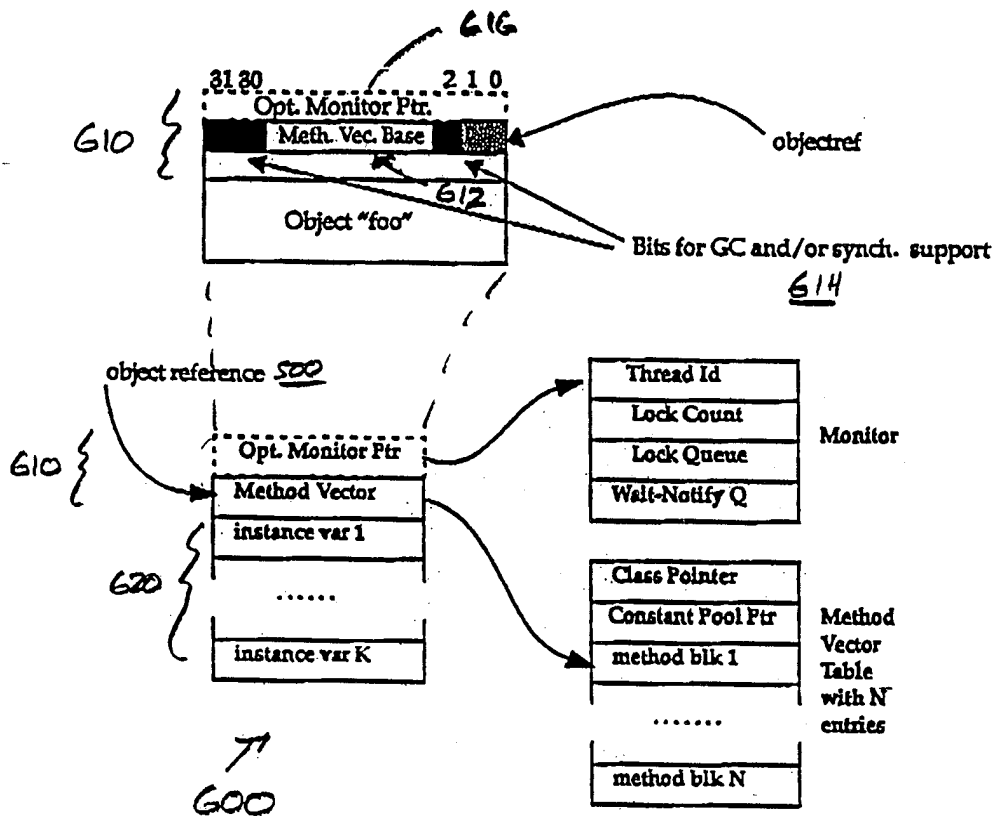 616
31 30 2 1 0
Opt. Monitor Ptr.
610
Meth. Vec. Base
objectref
612
Object "foo"
Bits for GC and/or synch. support
614
object reference 500
Thread Id
Lock Count
Monitor
610
Opt. Monitor Ptr
Lock Queue
Method Vector
Wait-Notify Q
instance var 1
620
......
Class Pointer
Constant Pool Ptr
Method
Vector
Table
with N
entries
instance var K
method blk 1
.......
method blk N
600